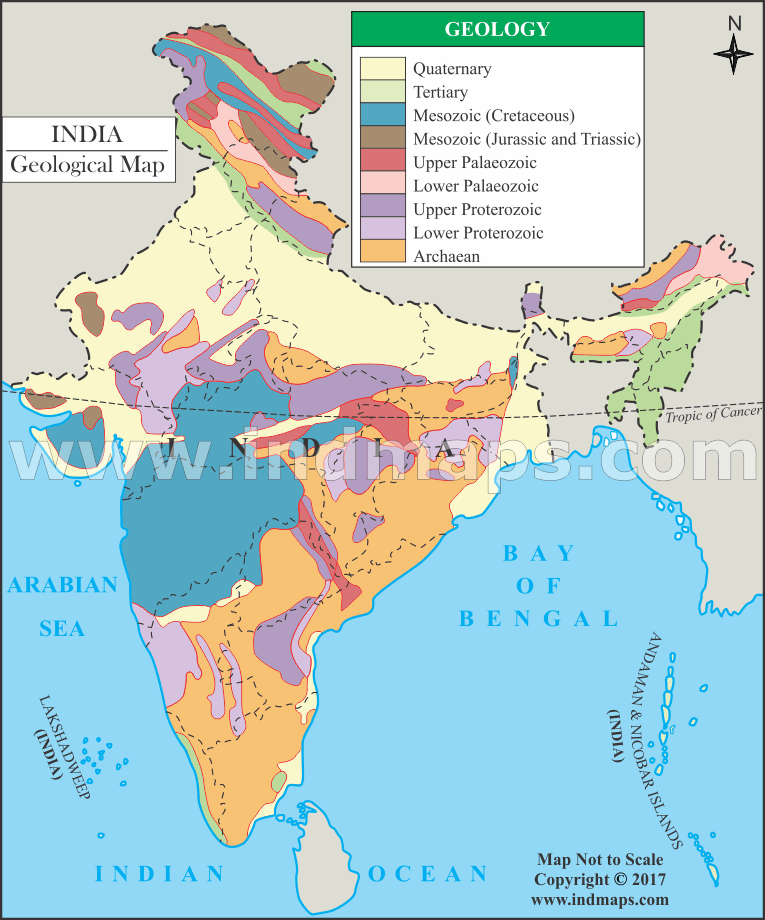 N
GEOLOGY
Quaternary
Tertiary
Mesozoic (Cretaceous)
Mesozoic (Jurassic and Triassic)
Upper Palaeozoic
Lower Palaeozoic
Upper Proterozoic
Lower Proterozoic
Archaean
INDIA
Geological Map
Tropic of Cancer
I N D I A
www.indmaps.com
ARABIAN
SEA
BAY
OF
BENGAL
LAKSHADWEEP
(INDIA)
ANDAMAN & NICOBAR ISLANDS
(INDIA)
INDIAN OCEAN
Map Not to Scale
Copyright © 2017
www.indmaps.com